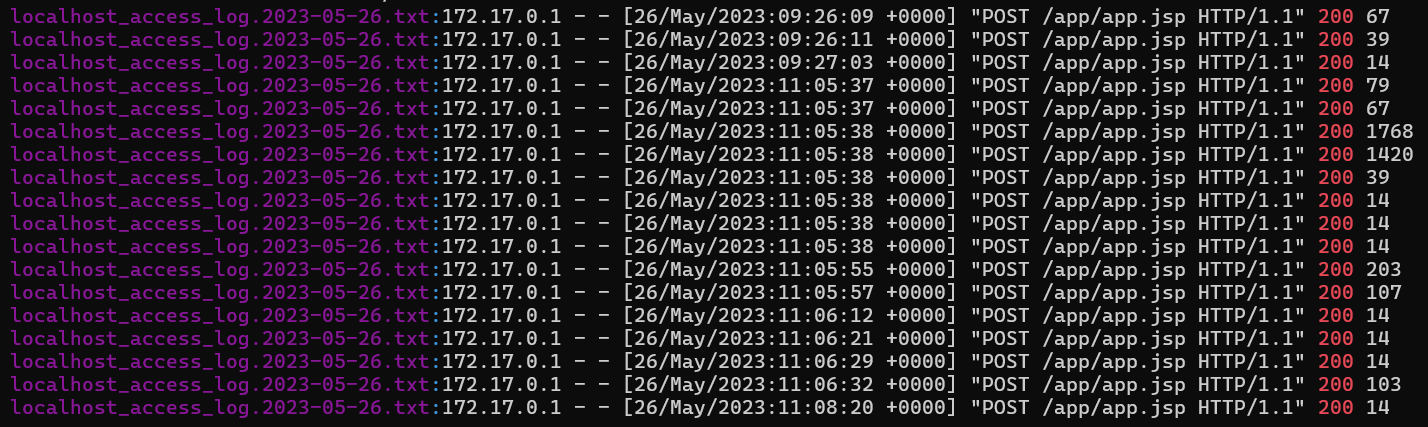 localhost_access_log.2023-05-26.txt:172.17.0.1 - - [26/May/2023:09:26:09 +0000] "POST /app/app.jsp HTTP/1.1" 200 67
localhost_access_log.2023-05-26.txt:172.17.0.1 - - [26/May/2023:09:26:11 +0000] "POST /app/app.jsp HTTP/1.1" 200 39
localhost_access_log.2023-05-26.txt:172.17.0.1 - - [26/May/2023:09:27:03 +0000] "POST /app/app.jsp HTTP/1.1" 200 14
localhost_access_log.2023-05-26.txt:172.17.0.1 - - [26/May/2023:11:05:37 +0000] "POST /app/app.jsp HTTP/1.1" 200 79
localhost_access_log.2023-05-26.txt:172.17.0.1 - - [26/May/2023:11:05:37 +0000] "POST /app/app.jsp HTTP/1.1" 200 67
localhost_access_log.2023-05-26.txt:172.17.0.1 - - [26/May/2023:11:05:38 +0000] "POST /app/app.jsp HTTP/1.1" 200 1768
localhost_access_log.2023-05-26.txt:172.17.0.1 - - [26/May/2023:11:05:38 +0000] "POST /app/app.jsp HTTP/1.1" 200 1420
localhost_access_log.2023-05-26.txt:172.17.0.1 - - [26/May/2023:11:05:38 +0000] "POST /app/app.jsp HTTP/1.1" 200 39
localhost_access_log.2023-05-26.txt:172.17.0.1 - - [26/May/2023:11:05:38 +0000] "POST /app/app.jsp HTTP/1.1" 200 14
localhost_access_log.2023-05-26.txt:172.17.0.1 - - [26/May/2023:11:05:38 +0000] "POST /app/app.jsp HTTP/1.1" 200 14
localhost_access_log.2023-05-26.txt:172.17.0.1 - - [26/May/2023:11:05:38 +0000] "POST /app/app.jsp HTTP/1.1" 200 14
localhost_access_log.2023-05-26.txt:172.17.0.1 - - [26/May/2023:11:05:55 +0000] "POST /app/app.jsp HTTP/1.1" 200 203
localhost_access_log.2023-05-26.txt:172.17.0.1 - - [26/May/2023:11:05:57 +0000] "POST /app/app.jsp HTTP/1.1" 200 107
localhost_access_log.2023-05-26.txt:172.17.0.1 - - [26/May/2023:11:06:12 +0000] "POST /app/app.jsp HTTP/1.1" 200 14
localhost_access_log.2023-05-26.txt:172.17.0.1 - - [26/May/2023:11:06:21 +0000] "POST /app/app.jsp HTTP/1.1" 200 14
localhost_access_log.2023-05-26.txt:172.17.0.1 - - [26/May/2023:11:06:29 +0000] "POST /app/app.jsp HTTP/1.1" 200 14
localhost_access_log.2023-05-26.txt:172.17.0.1 - - [26/May/2023:11:06:32 +0000] "POST /app/app.jsp HTTP/1.1" 200 103
localhost_access_log.2023-05-26.txt:172.17.0.1 - - [26/May/2023:11:08:20 +0000] "POST /app/app.jsp HTTP/1.1" 200 14